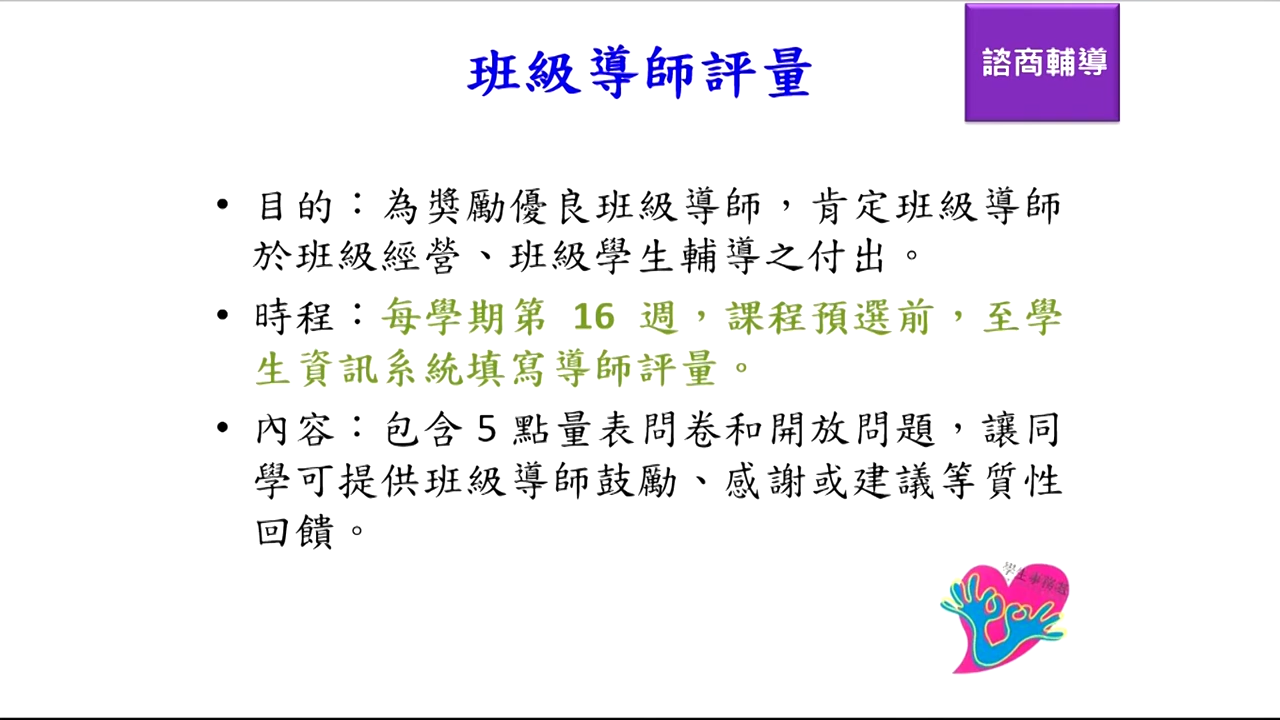 班級導師評量
諮商輔導
• 目的：為獎勵優良班級導師，肯定班級導師
於班級經營、班級學生輔導之付出。
• 時程：每學期第 16 週，課程預選前，至學
生資訊系統填寫導師評量。
• 內容：包含 5 點量表問卷和開放問題，讓同
學可提供班級導師鼓勵、感謝或建議等質性
回饋。
學生事務處